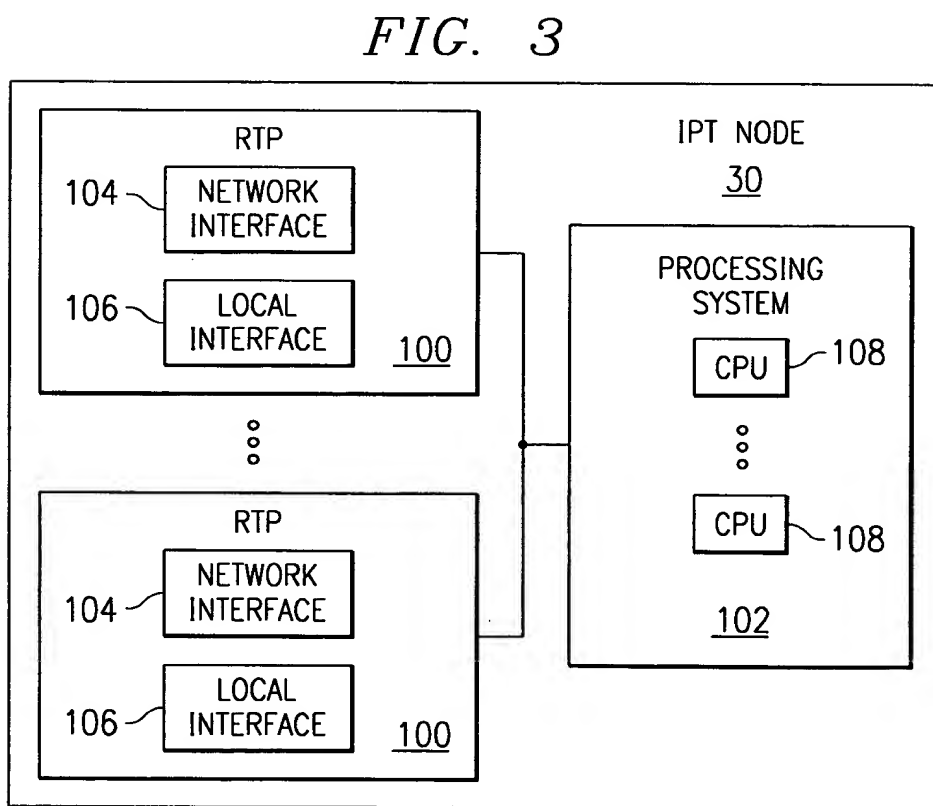 FIG. 3
RTP
104
NETWORK
INTERFACE
106
LOCAL
INTERFACE
100
RTP
104
NETWORK
INTERFACE
106
LOCAL
INTERFACE
100
IPT NODE
30
PROCESSING
SYSTEM
CPU
108
CPU
108
102